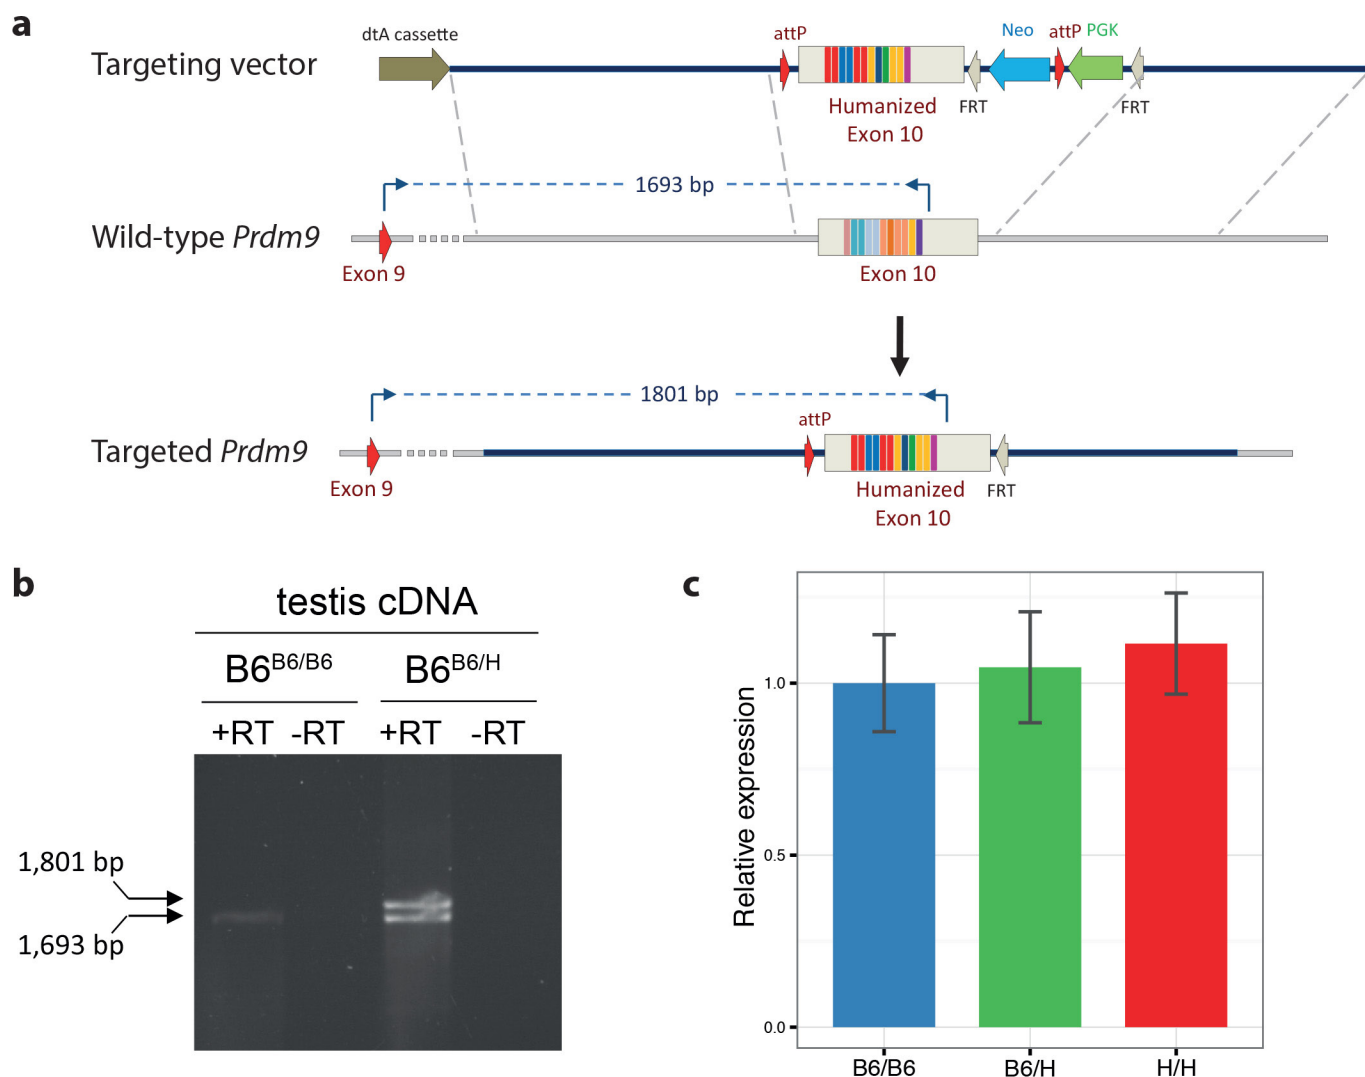 a
dtA cassette
Targeting vector
attP
Neo
attP PGK
Humanized
Exon 10
FRT
FRT
1693 bp
Wild-type Prdm9
Exon 9
Exon 10
1801 bp
attP
Targeted Prdm9
Exon 9
Humanized
Exon 10
FRT
b
testis cDNA
B6B6/B6
B6B6/H
+RT -RT
+RT -RT
1,801 bp
1,693 bp
c
Relative expression
1.0
0.5
0.0
B6/B6
B6/H
H/H